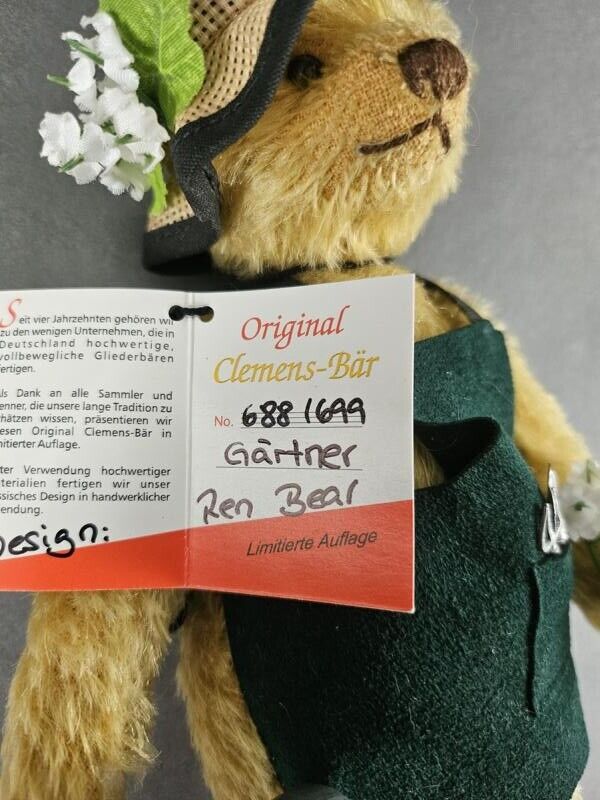 Seit vier Jahrzehnten gehören wir
zu den wenigen Unternehmen, die in
Deutschland hochwertige,
vollbewegliche Gliederbären
fertigen.
Als Dank an alle Sammler und
Kenner, die unsere lange Tradition zu
schätzen wissen, präsentieren wir
diesen Original Clemens-Bär in
limitierter Auflage.
Unter Verwendung hochwertiger
Materialien fertigen wir unser
klassisches Design in handwerklicher
Design:
Original
Clemens-Bär
No. 688 1699
Gärtner
Ren Bear
Limitierte Auflage